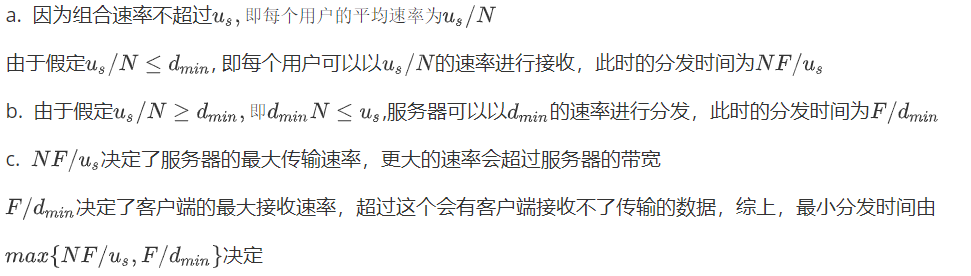 a. 因为组合速率不超过$u_s$, 即每个用户的平均速率为$u_s/N$
由于假定$u_s/N \leq d_{min}$, 即每个用户可以以$u_s/N$的速率进行接收，此时的分发时间为$NF/u_s$
b. 由于假定$u_s/N \geq d_{min}$, 即$d_{min}N \leq u_s$,服务器可以以$d_{min}$的速率进行分发，此时的分发时间为$F/d_{min}$
c. $NF/u_s$决定了服务器的最大传输速率，更大的速率会超过服务器的带宽
$F/d_{min}$决定了客户端的最大接收速率，超过这个会有客户端接收不了传输的数据，综上，最小分发时间由
$max\{NF/u_s, F/d_{min}\}$决定